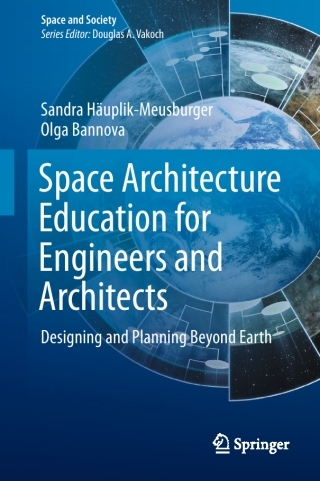 Space and Society
Series Editor: Douglas A. Vakoch
Sandra Häuplik-Meusburger
Olga Bannova
Space Architecture
Education for
Engineers and
Architects
Designing and Planning Beyond Earth
Springer